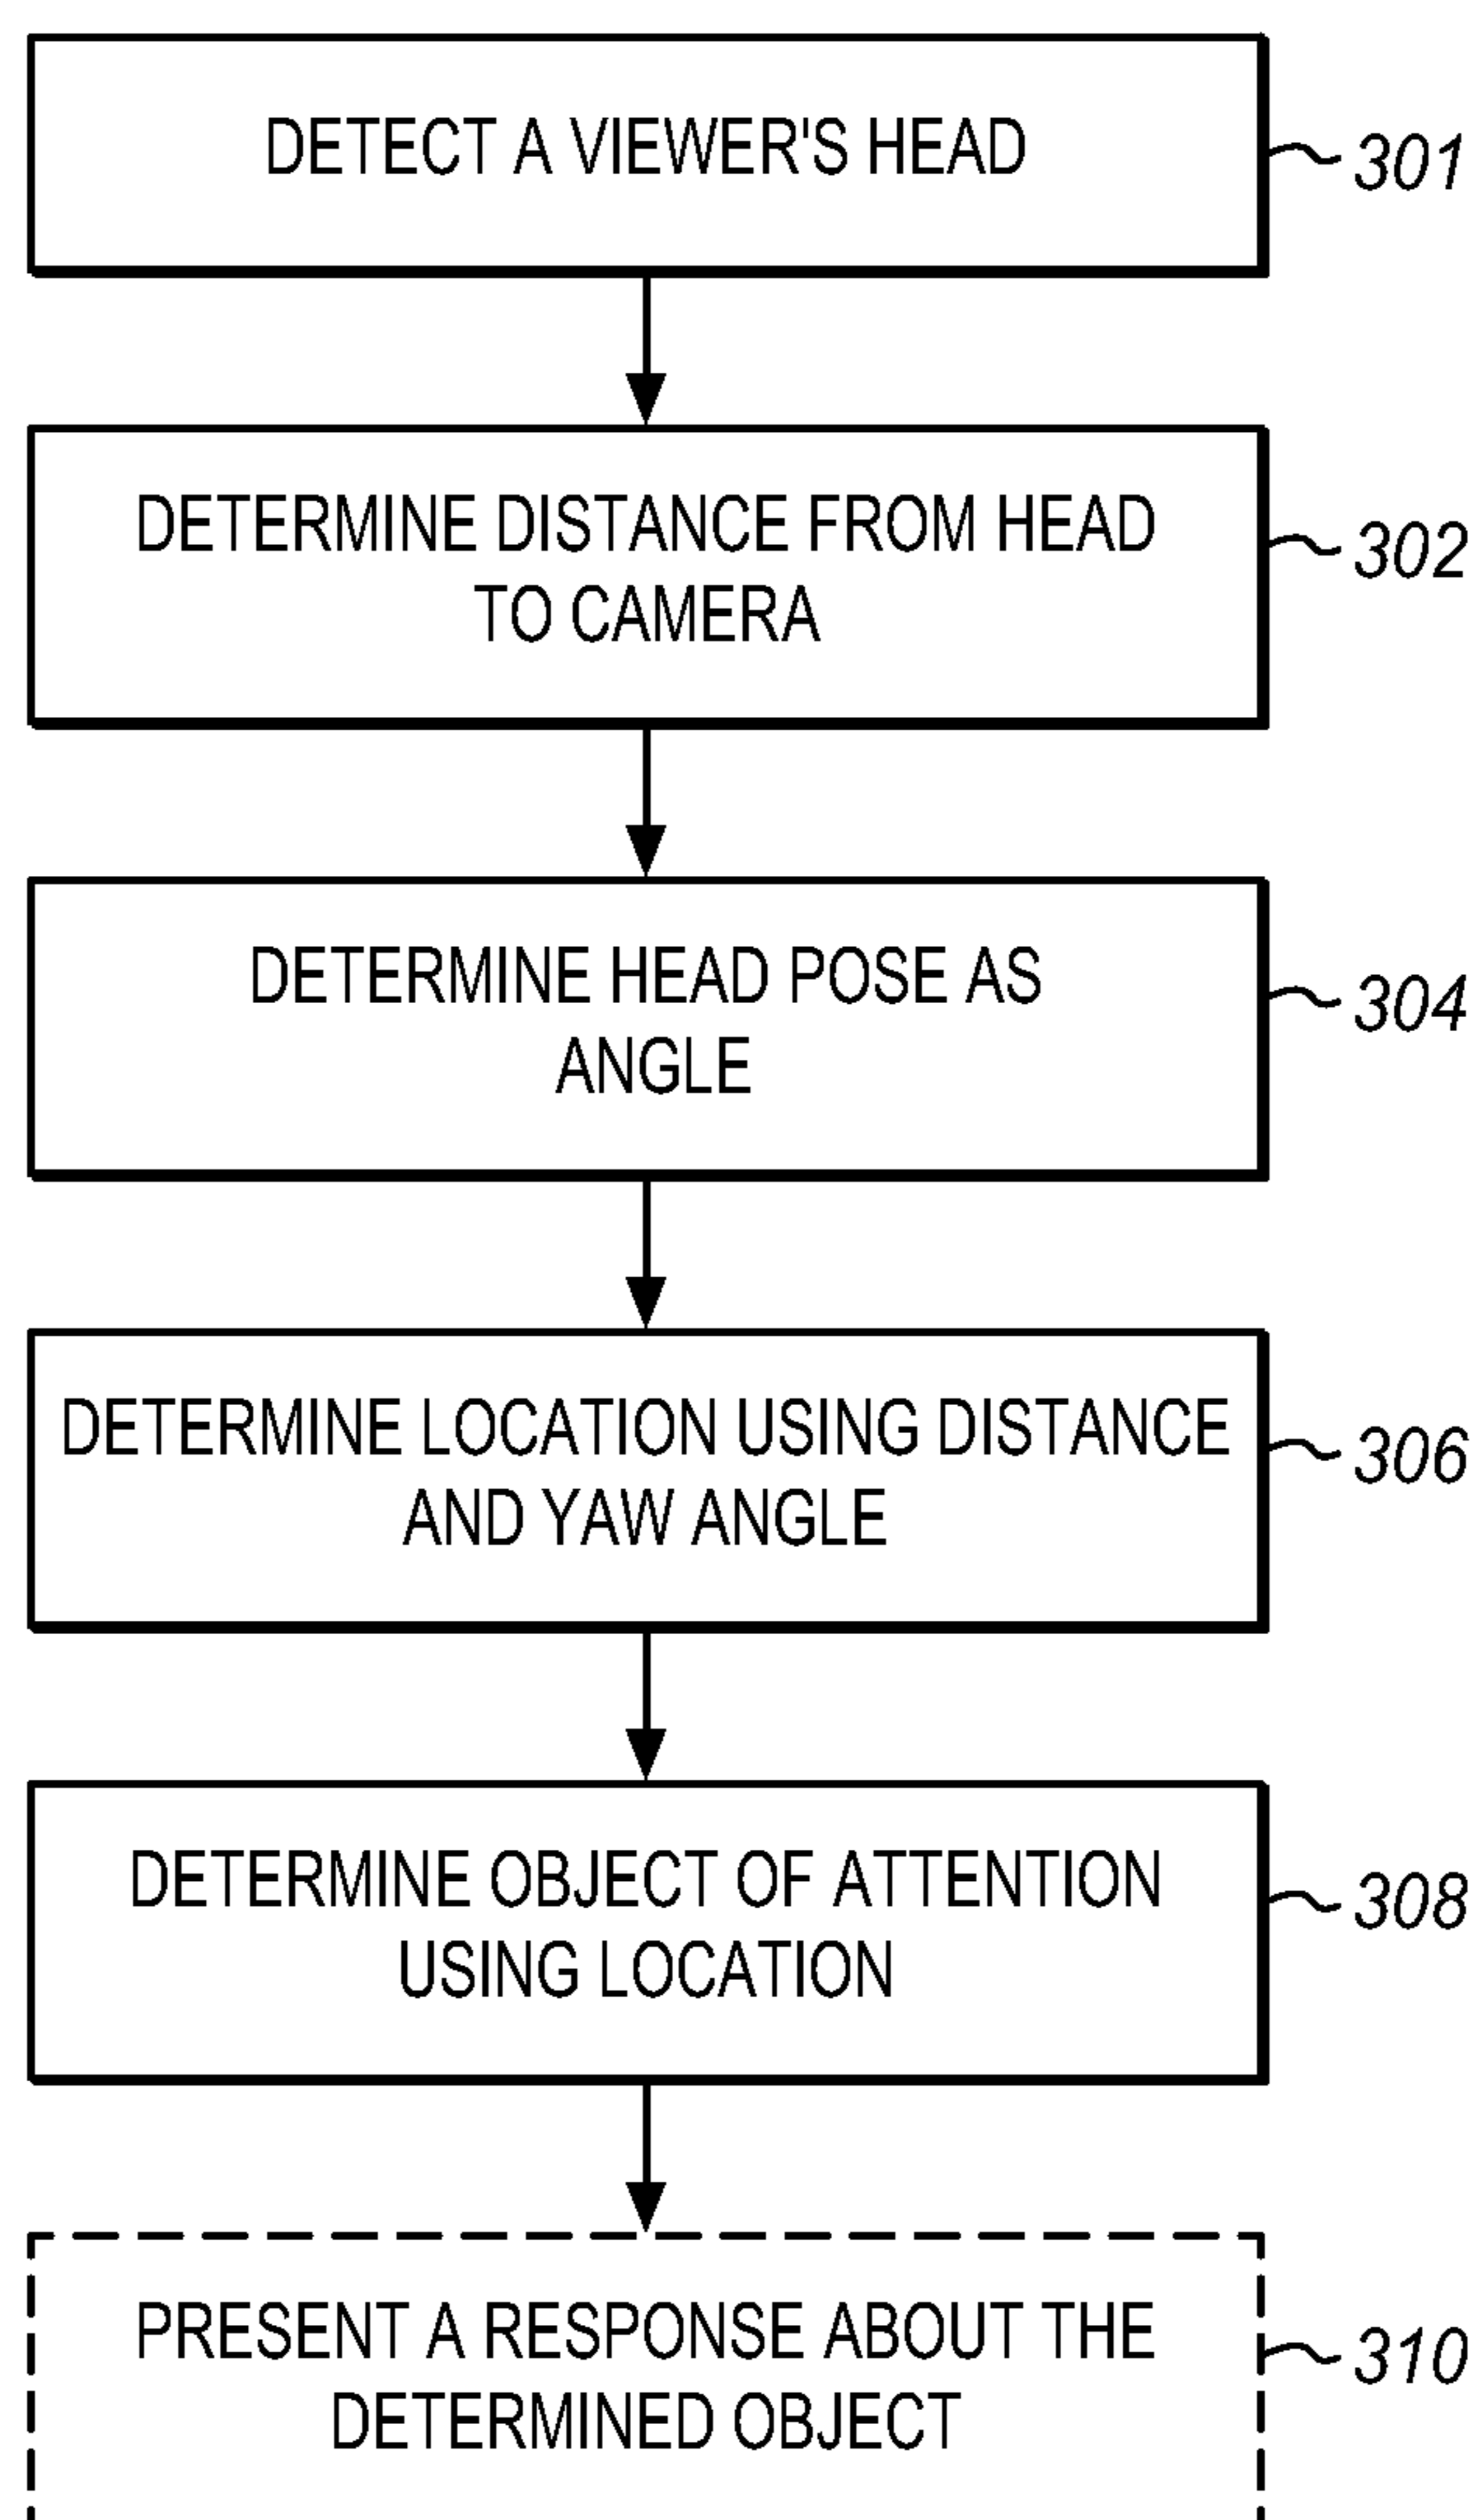 DETECT A VIEWER'S HEAD
301
DETERMINE DISTANCE FROM HEAD
TO CAMERA
302
DETERMINE HEAD POSE AS
ANGLE
304
DETERMINE LOCATION USING DISTANCE
AND YAW ANGLE
306
DETERMINE OBJECT OF ATTENTION
USING LOCATION
308
PRESENT A RESPONSE ABOUT THE
DETERMINED OBJECT
310